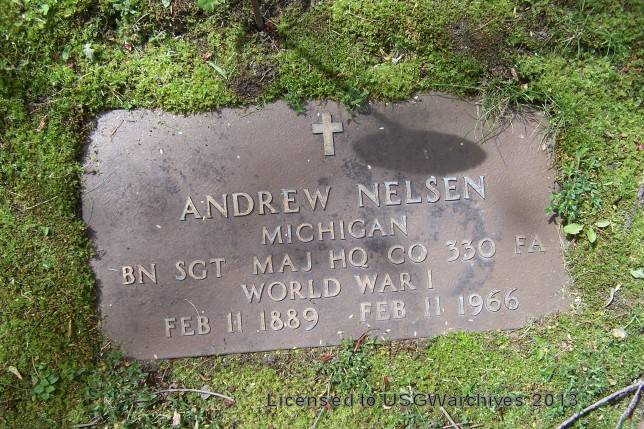 ANDREW NELSEN
MICHIGAN
BN SGT MAJ HQ CO 330 FA
WORLD WAR I
FEB 11 1889 FEB 11 1966
Licensed to USGWarchives 2013